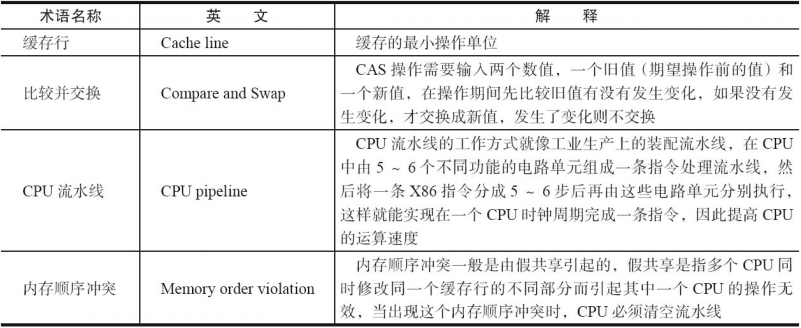 术语名称 英文 解释
缓存行 Cache line 缓存的最小操作单位
比较并交换 Compare and Swap CAS 操作需要输入两个数值，一个旧值（期望操作前的值）和
一个新值，在操作期间先比较旧值有没有发生变化，如果没有发
生变化，才交换成新值，发生了变化则不交换
CPU 流水线 CPU pipeline CPU 流水线的工作方式就像工业生产上的装配流水线，在 CPU
中由 5 ~ 6 个不同功能的电路单元组成一条指令处理流水线，然
后将一条 X86 指令分成 5 ~ 6 步后再由这些电路单元分别执行，
这样就能实现在一个 CPU 时钟周期完成一条指令，因此提高 CPU
的运算速度
内存顺序冲突 Memory order violation 内存顺序冲突一般是由假共享引起的，假共享是指多个 CPU 同
时修改同一个缓存行的不同部分而引起其中一个 CPU 的操作无
效，当出现这个内存顺序冲突时，CPU 必须清空流水线